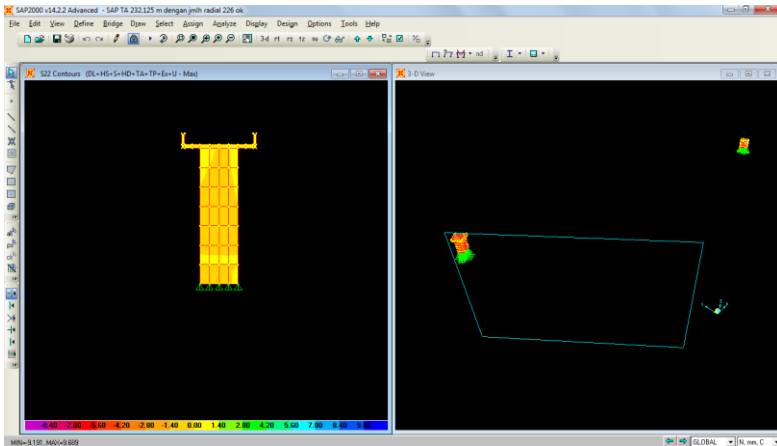 SAP2000 v14.2.2 Advanced - SAP TA 232,125 m dengan jmlh radial 226 ok
File Edit View Define Bridge Draw Select Assign Analyze Display Design Options Tools Help
3-d
nd
S22 Contours (DL+HS+S+HD+TA+TP+Ex+U - Max)
3-D View
-8.40 -7.00 -5.60 -4.20 -2.80 -1.40 0.00 1.40 2.80 4.20 5.60 7.00 8.40
MIN=-9.191, MAX=9.689
GLOBAL
N, mm, C